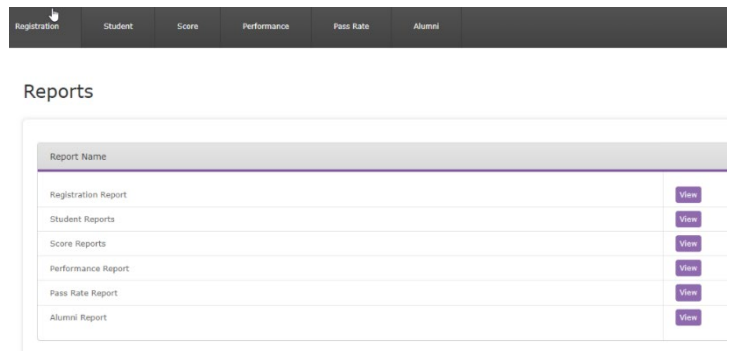 Registration Student Score Performance Pass Rate Alumni
Reports
Report Name
Registration Report View
Student Reports View
Score Reports View
Performance Report View
Pass Rate Report View
Alumni Report View